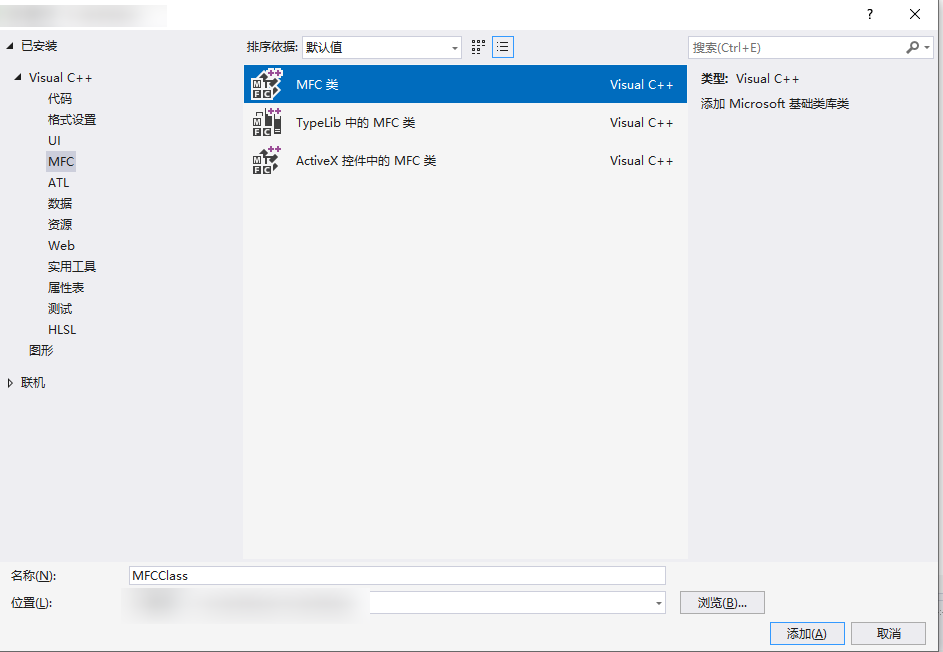 ?
已安装
Visual C++
代码
格式设置
UI
MFC
ATL
数据
资源
Web
实用工具
属性表
测试
HLSL
图形
联机
排序依据: 默认值
MFC 类 Visual C++
TypeLib 中的 MFC 类 Visual C++
ActiveX 控件中的 MFC 类 Visual C++
搜索(Ctrl+E)
类型: Visual C++
添加 Microsoft 基础类库类
名称(N): MFCClass
位置(L): 浏览(B)...
添加(A) 取消